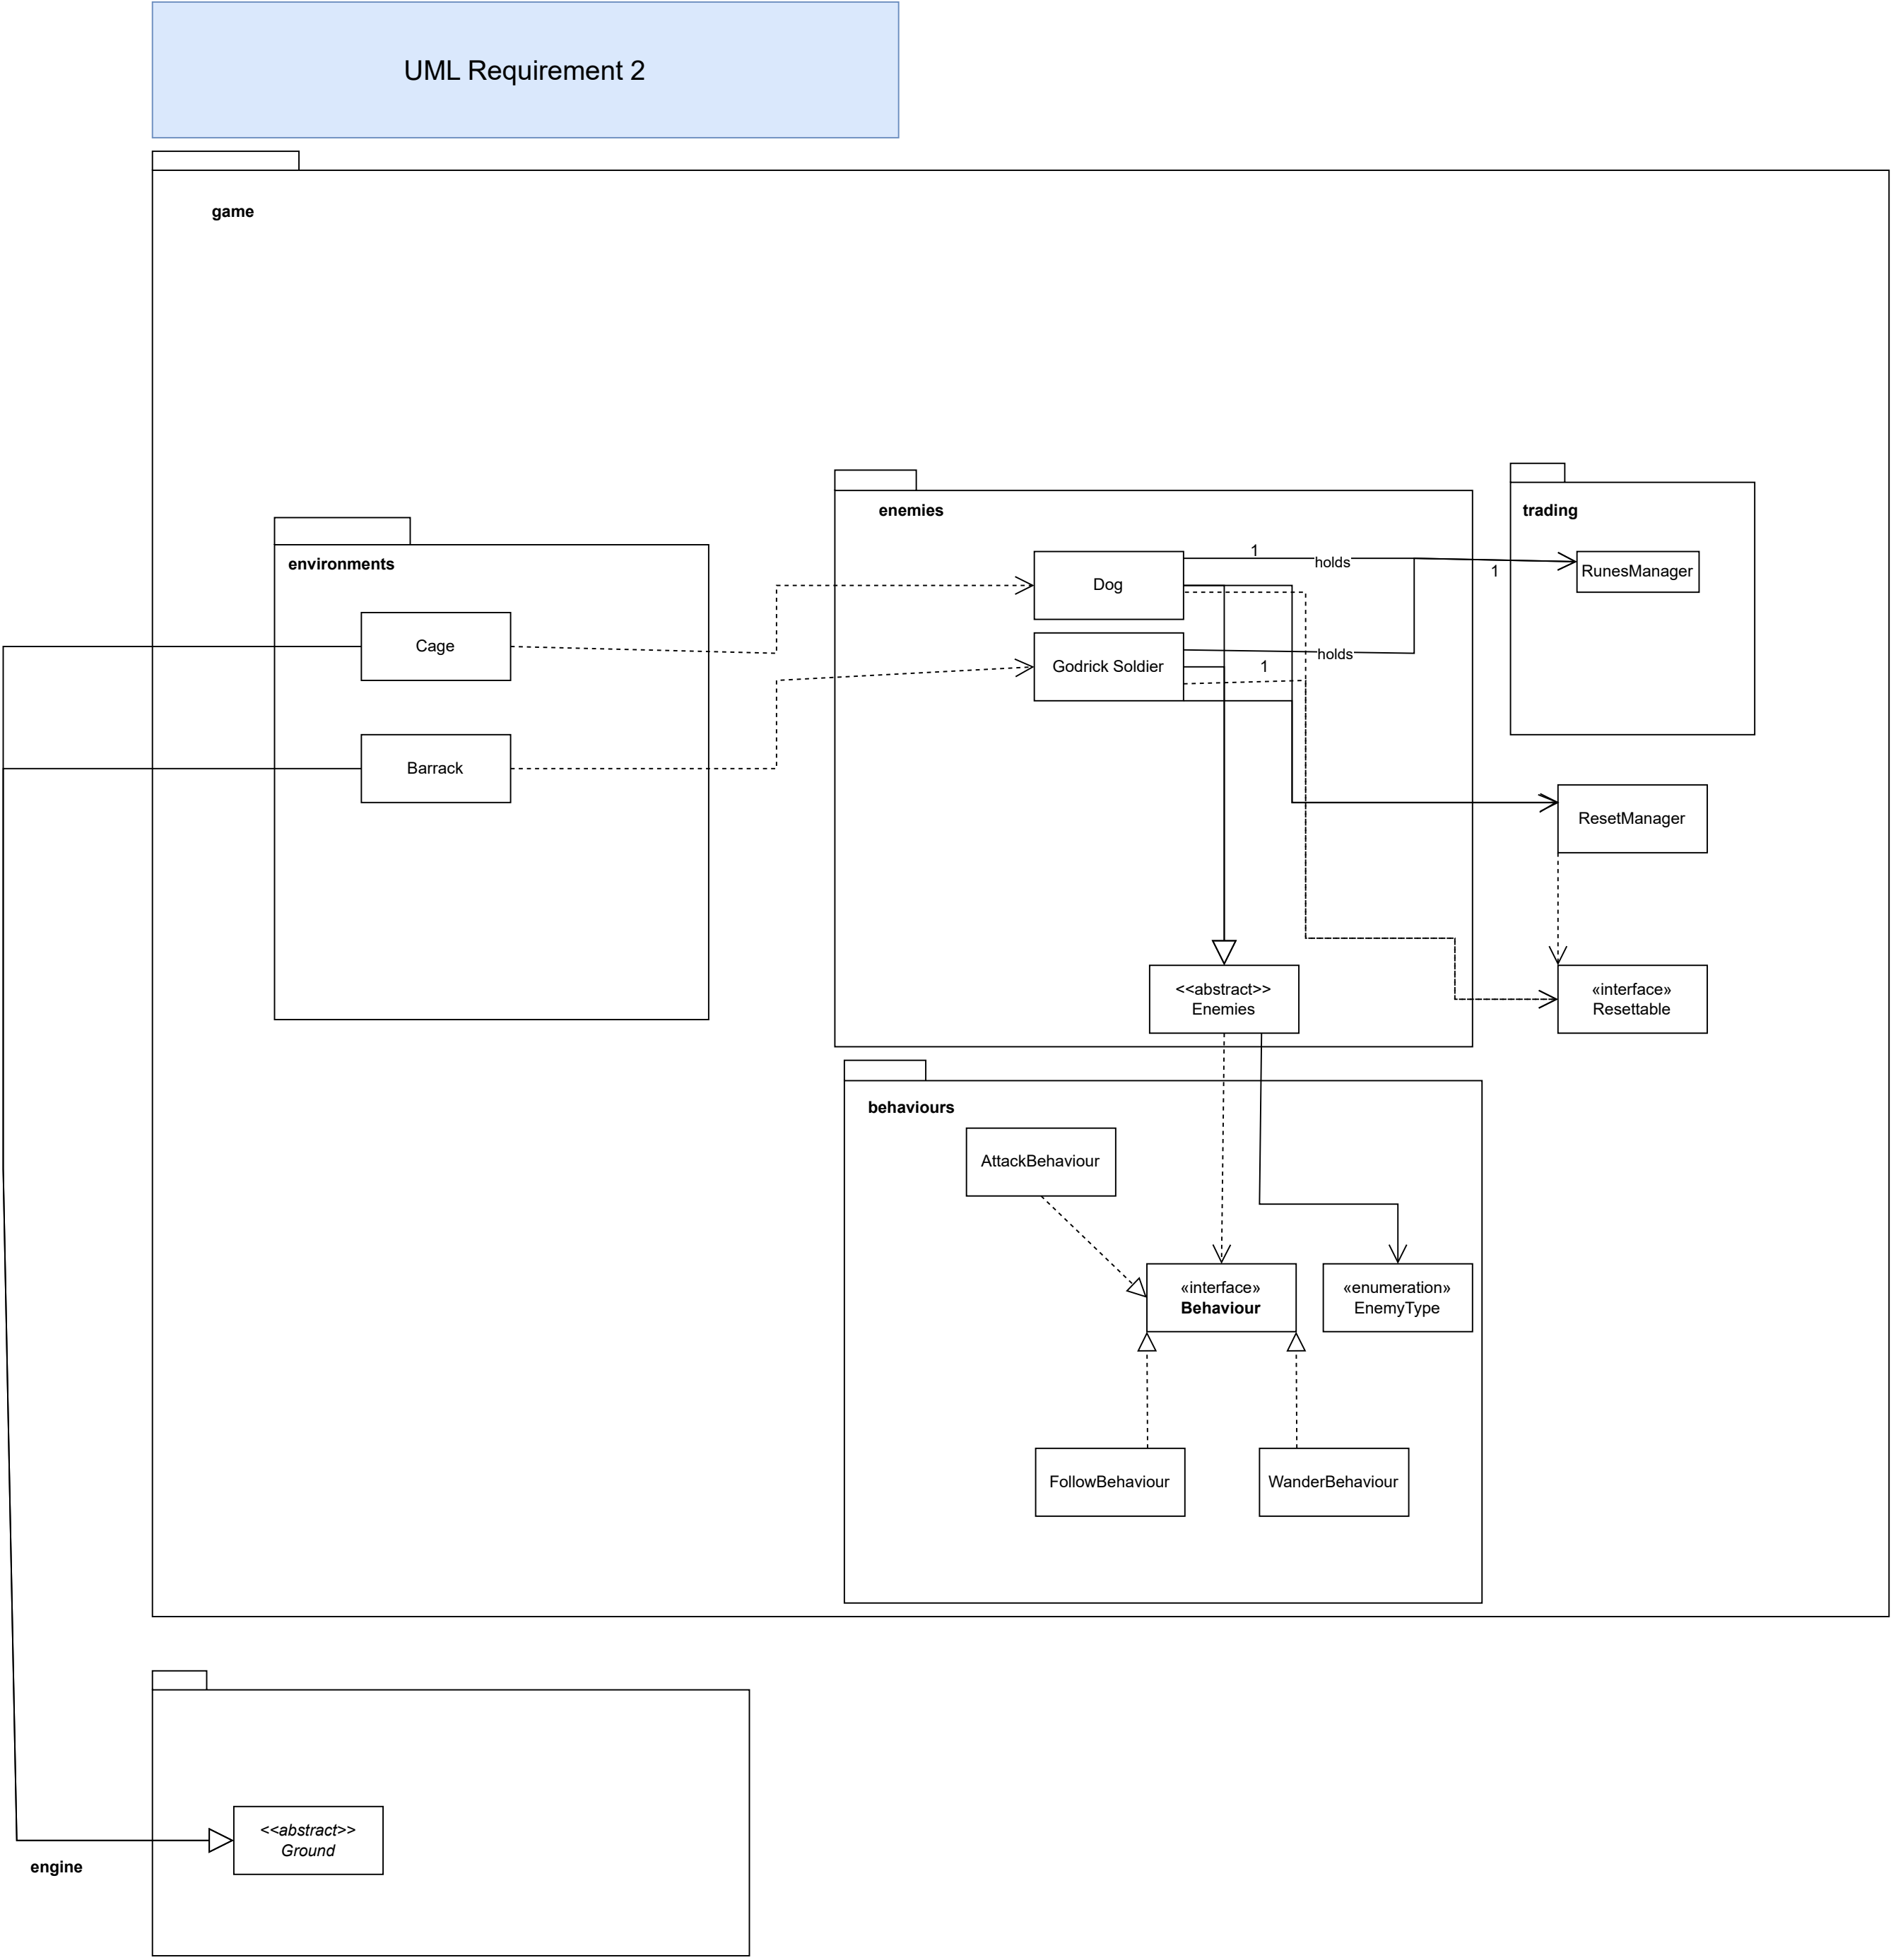 UML Requirement 2
game
enemies
trading
environments
1
holds
1
RunesManager
Dog
Cage
Godrick Soldier
holds
1
Barrack
ResetManager
<<abstract>>
Enemies
«interface»
Resettable
behaviours
AttackBehaviour
«interface»
Behaviour
«enumeration»
EnemyType
FollowBehaviour
WanderBehaviour
<<abstract>>
Ground
engine